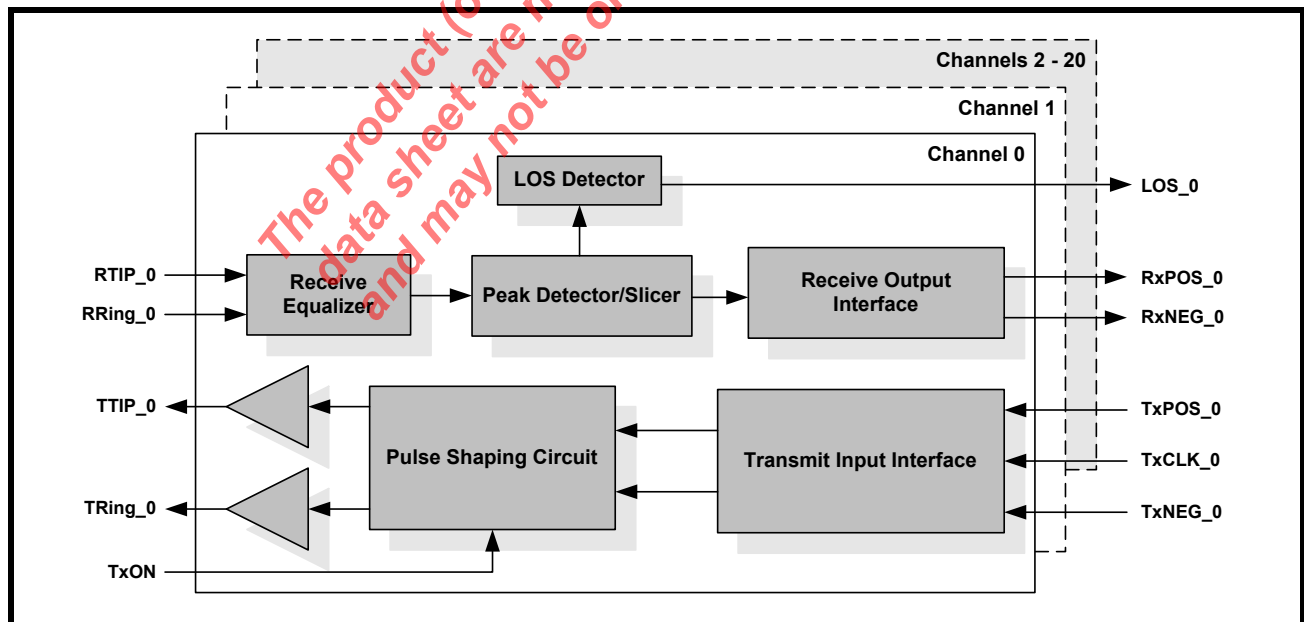 Channels 2 - 20
Channel 1
Channel 0
LOS Detector
LOS_0
RTIP_0
RRing_0
Receive
Equalizer
Peak Detector/Slicer
Receive Output
Interface
RxPOS_0
RxNEG_0
TTIP_0
TRing_0
Pulse Shaping Circuit
Transmit Input Interface
TxPOS_0
TxCLK_0
TxNEG_0
TxON
The product (o
data sheet are
and may not be o